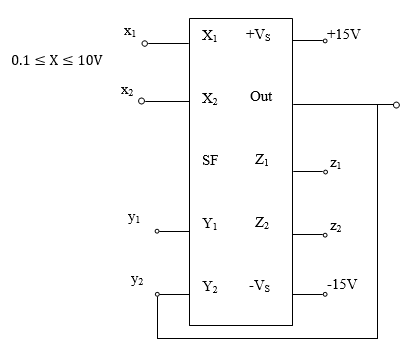 x₁ X₁ +Vₛ +15V
0.1 ≤ X ≤ 10V
x₂ X₂ Out
SF Z₁ z₁
y₁ Y₁ Z₂ z₂
y₂ Y₂ -Vₛ -15V